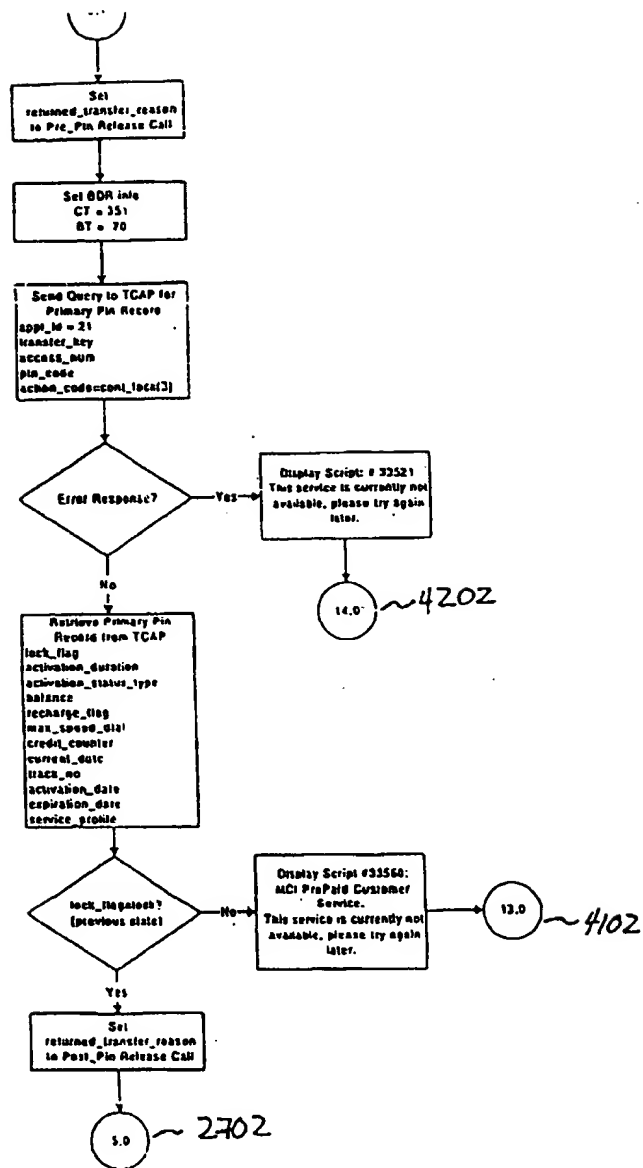 Set
returned_transfer_reason
to Pre_Pin Release Call
Set BDR info
CT = 351
BT = 70
Send Query to TCAP for
Primary Pin Record
appl_id = 21
transfer_key
access_num
pin_code
action_code=cont_lock(3)
Error Response?
Yes
Display Script: # 33521
This service is currently not
available, please try again
later.
No
14.0
4202
Retrieve Primary Pin
Record from TCAP
lock_flag
activation_duration
activation_status_type
balance
recharge_flag
max_speed_dial
credit_counter
current_date
track_no
activation_date
expiration_date
service_profile
(previous state)
No
Display Script #33560:
MCI PrePaid Customer
Service.
This service is currently not
available, please try again
later.
13.0
4102
Yes
Set
returned_transfer_reason
to Post_Pin Release Call
5.0
2702